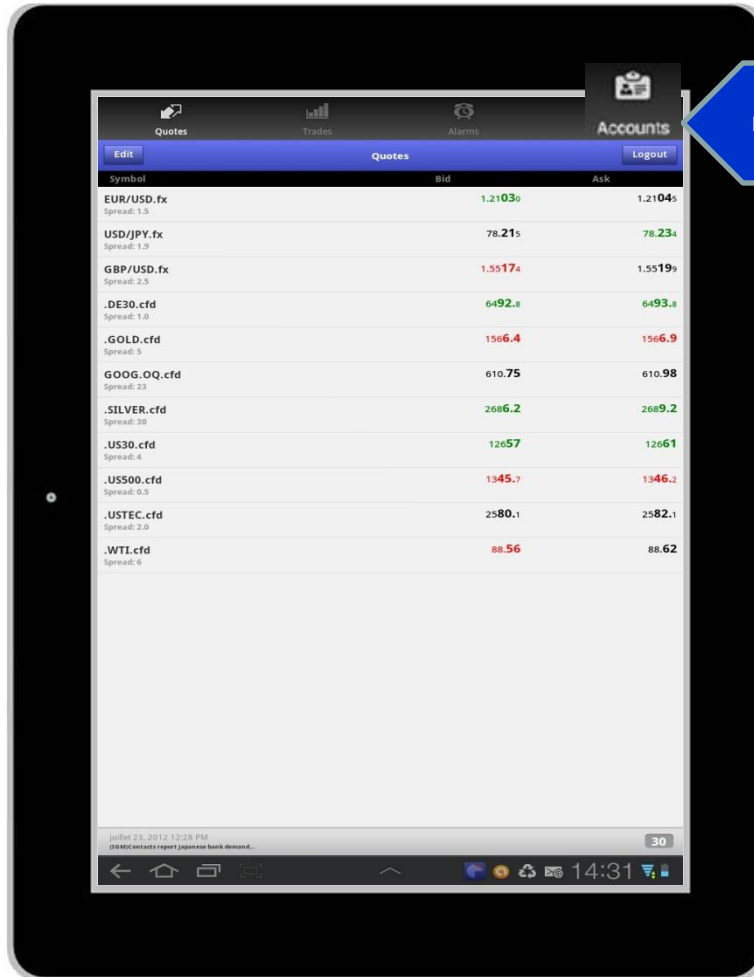 Quotes Trades Alarms Accounts
Edit Quotes Logout
Symbol Bid Ask
EUR/USD.fx 1.21030 1.21045
Spread: 1.5
USD/JPY.fx 78.215 78.234
Spread: 1.9
GBP/USD.fx 1.55174 1.55199
Spread: 2.5
.DE30.cfd 6492.8 6493.8
Spread: 1.0
.GOLD.cfd 1566.4 1566.9
Spread: 5
GOOG.OQ.cfd 610.75 610.98
Spread: 23
.SILVER.cfd 2686.2 2689.2
Spread: 30
.US30.cfd 12657 12661
Spread: 4
.US500.cfd 1345.7 1346.2
Spread: 0.5
.USTEC.cfd 2580.1 2582.1
Spread: 2.0
.WTI.cfd 88.56 88.62
Spread: 6
juillet 23, 2012 12:28 PM
(IGM)Contacts report Japanese bank demand...
30
14:31